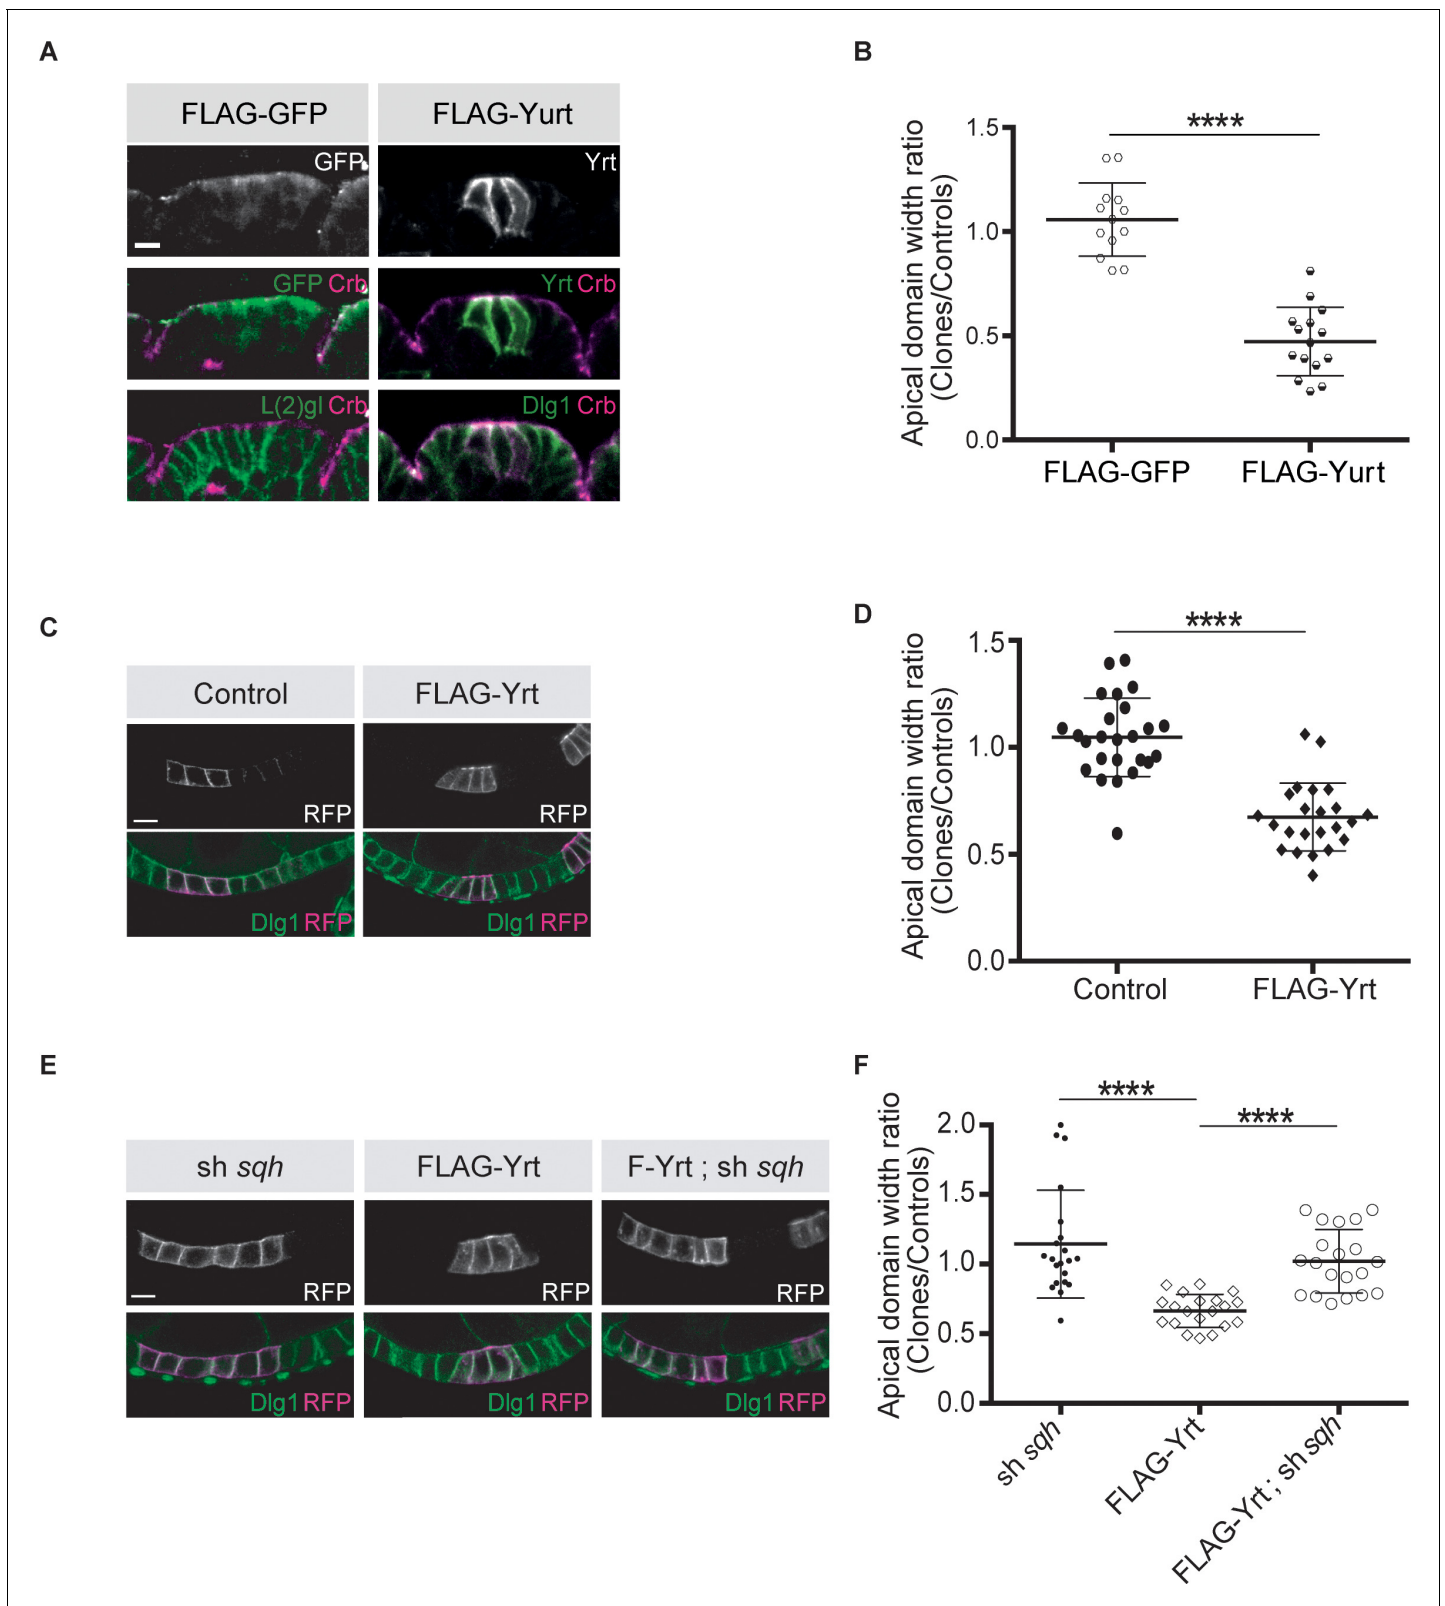 A
FLAG-GFP
FLAG-Yurt
GFP
Yrt
GFP Crb
Yrt Crb
L(2)gl Crb
Dlg1 Crb
B
Apical domain width ratio
(Clones/Controls)
1.5
1.0
0.5
0.0
****
FLAG-GFP
FLAG-Yurt
C
Control
FLAG-Yrt
RFP
RFP
Dlg1 RFP
Dlg1 RFP
D
Apical domain width ratio
(Clones/Controls)
1.5
1.0
0.5
0.0
****
Control
FLAG-Yrt
E
sh sqh
FLAG-Yrt
F-Yrt ; sh sqh
RFP
RFP
RFP
Dlg1 RFP
Dlg1 RFP
Dlg1 RFP
F
Apical domain width ratio
(Clones/Controls)
2.0
1.5
1.0
0.5
0.0
****
****
sh sqh
FLAG-Yrt
FLAG-Yrt ; sh sqh